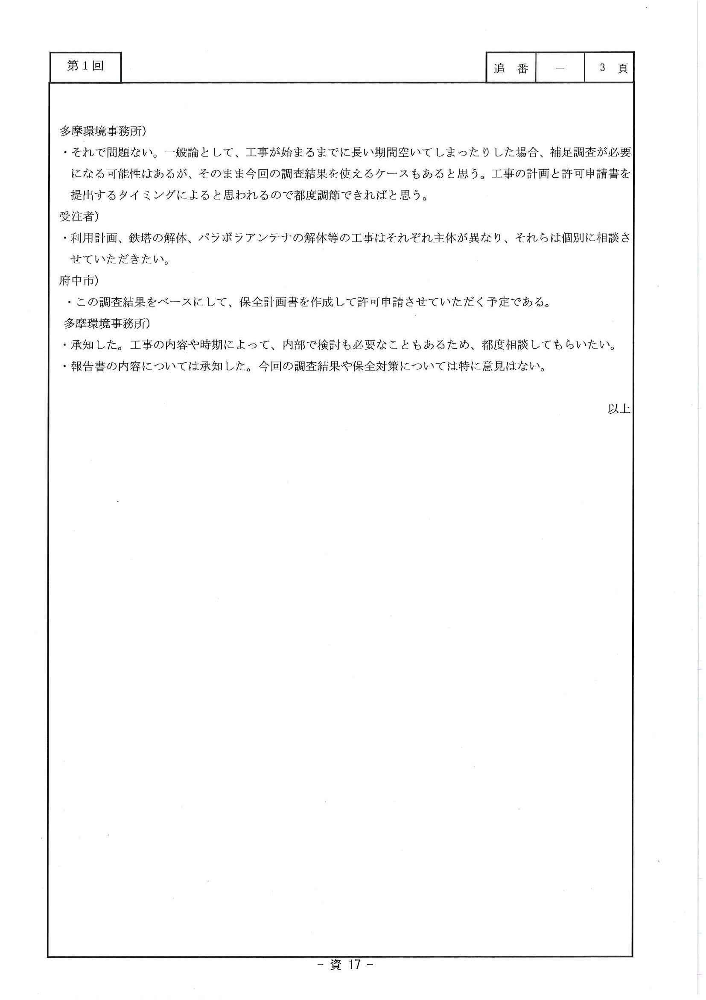 第1回
追 番 － 3 頁
多摩環境事務所）
・それで問題ない。一般論として、工事が始まるまでに長い期間空いてしまったりした場合、補足調査が必要
になる可能性はあるが、そのまま今回の調査結果を使えるケースもあると思う。工事の計画と許可申請書を
提出するタイミングによると思われるので都度調節できればと思う。
受注者）
・利用計画、鉄塔の解体、パラボラアンテナの解体等の工事はそれぞれ主体が異なり、それらは個別に相談さ
せていただきたい。
府中市）
・この調査結果をベースにして、保全計画書を作成して許可申請させていただく予定である。
多摩環境事務所）
・承知した。工事の内容や時期によって、内部で検討も必要なこともあるため、都度相談してもらいたい。
・報告書の内容については承知した。今回の調査結果や保全対策については特に意見はない。
以上
- 資 17 -